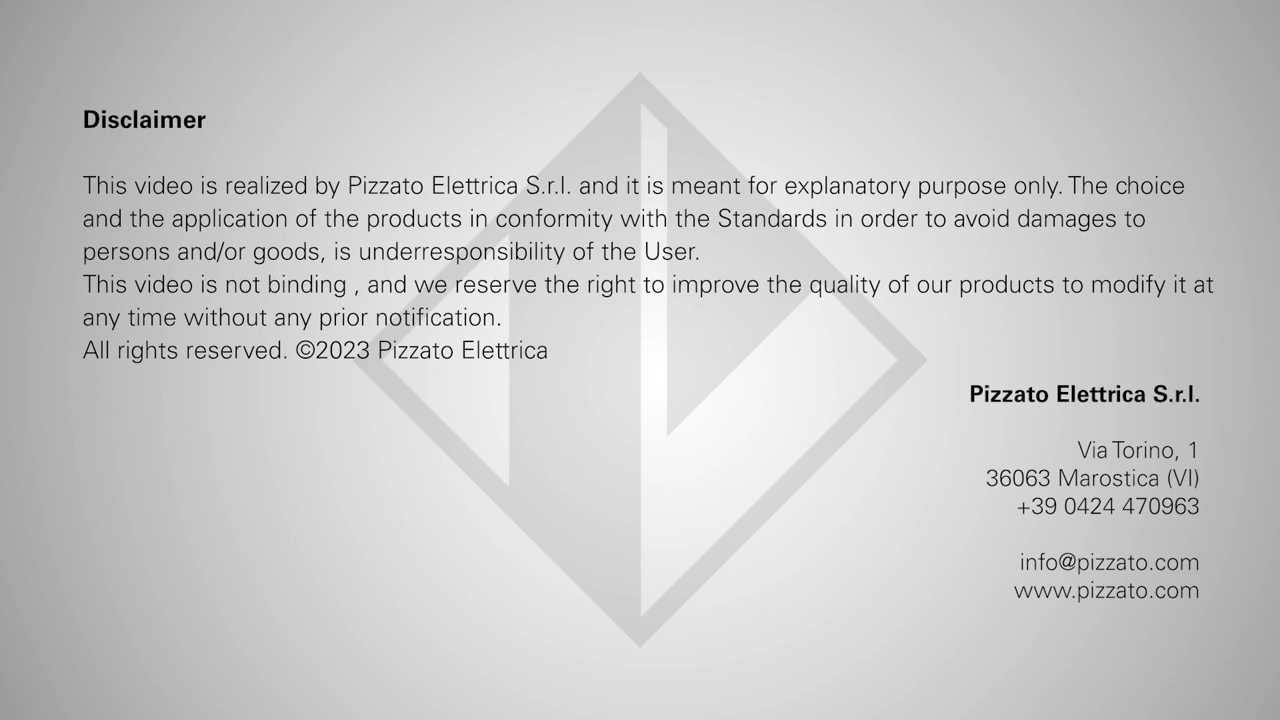 Disclaimer
This video is realized by Pizzato Elettrica S.r.l. and it is meant for explanatory purpose only. The choice
and the application of the products in conformity with the Standards in order to avoid damages to
persons and/or goods, is underresponsibility of the User.
This video is not binding , and we reserve the right to improve the quality of our products to modify it at
any time without any prior notification.
All rights reserved. ©2023 Pizzato Elettrica
Pizzato Elettrica S.r.l.
Via Torino, 1
36063 Marostica (VI)
+39 0424 470963
info@pizzato.com
www.pizzato.com